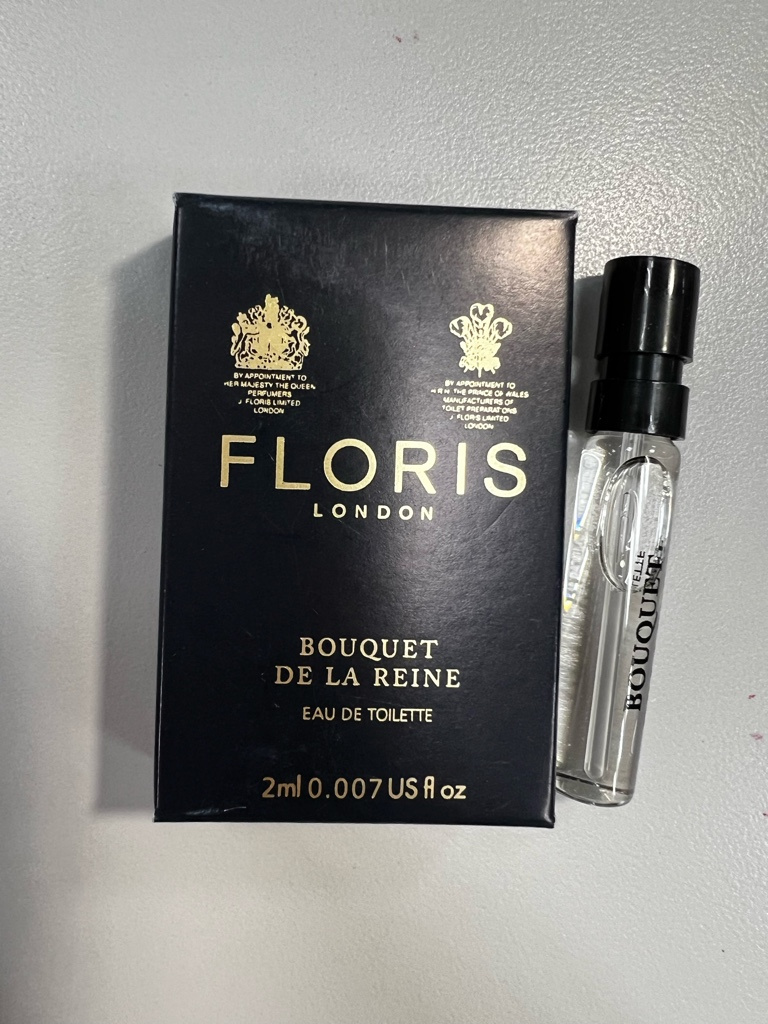 BY APPOINTMENT TO
HER MAJESTY THE QUEEN
PERFUMERS
J. FLORIS LIMITED
LONDON
BY APPOINTMENT TO
H.R.H. THE PRINCE OF WALES
MANUFACTURERS OF
TOILET PREPARATIONS
J. FLORIS LIMITED
LONDON
FLORIS
LONDON
BOUQUET
DE LA REINE
EAU DE TOILETTE
2ml 0.007 US fl oz
BOUQUET